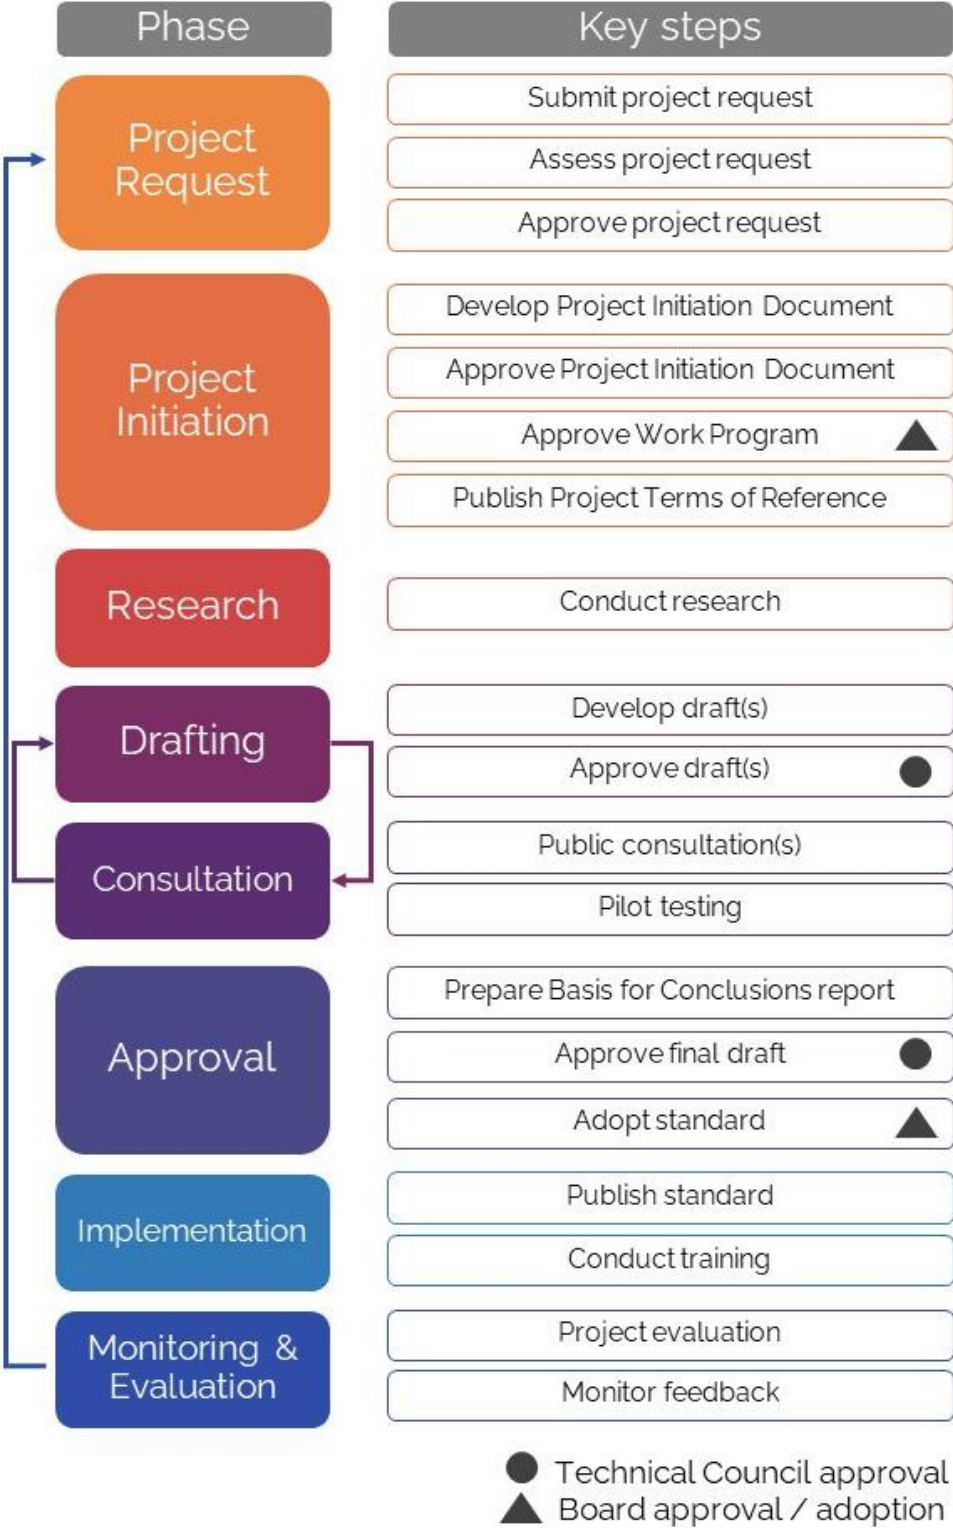 Phase
Key steps
Project
Request
Submit project request
Assess project request
Approve project request
Project
Initiation
Develop Project Initiation Document
Approve Project Initiation Document
Approve Work Program
Publish Project Terms of Reference
Research
Conduct research
Drafting
Develop draft(s)
Approve draft(s)
Consultation
Public consultation(s)
Pilot testing
Approval
Prepare Basis for Conclusions report
Approve final draft
Adopt standard
Implementation
Publish standard
Conduct training
Monitoring &
Evaluation
Project evaluation
Monitor feedback
Technical Council approval
Board approval / adoption